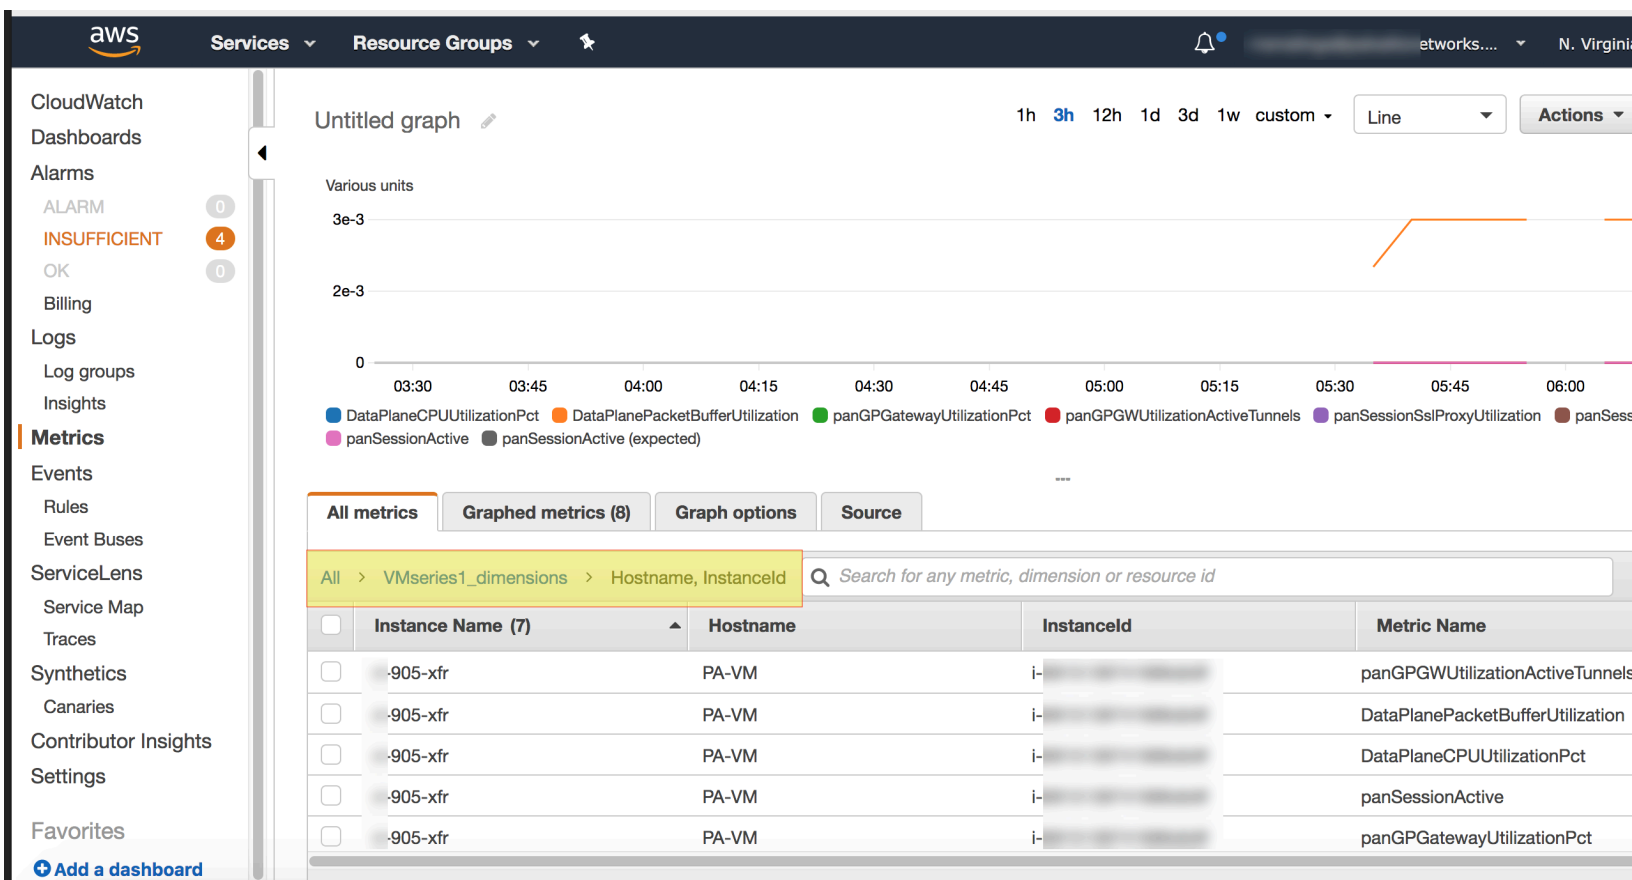 aws
Services
Resource Groups
etworks....
N. Virgini
CloudWatch
Dashboards
Alarms
ALARM 0
INSUFFICIENT 4
OK 0
Billing
Logs
Log groups
Insights
Metrics
Events
Rules
Event Buses
ServiceLens
Service Map
Traces
Synthetics
Canaries
Contributor Insights
Settings
Favorites
Add a dashboard
Untitled graph
1h 3h 12h 1d 3d 1w custom
Line
Actions
Various units
3e-3
2e-3
0
03:30 03:45 04:00 04:15 04:30 04:45 05:00 05:15 05:30 05:45 06:00
DataPlaneCPUUtilizationPct DataPlanePacketBufferUtilization panGPGatewayUtilizationPct panGPGWUtilizationActiveTunnels panSessionSslProxyUtilization panSess
panSessionActive panSessionActive (expected)
All metrics
Graphed metrics (8)
Graph options
Source
All > VMseries1_dimensions > Hostname, InstanceId
Search for any metric, dimension or resource id
Instance Name (7) Hostname InstanceId Metric Name
-905-xfr PA-VM i- panGPGWUtilizationActiveTunnels
-905-xfr PA-VM i- DataPlanePacketBufferUtilization
-905-xfr PA-VM i- DataPlaneCPUUtilizationPct
-905-xfr PA-VM i- panSessionActive
-905-xfr PA-VM i- panGPGatewayUtilizationPct